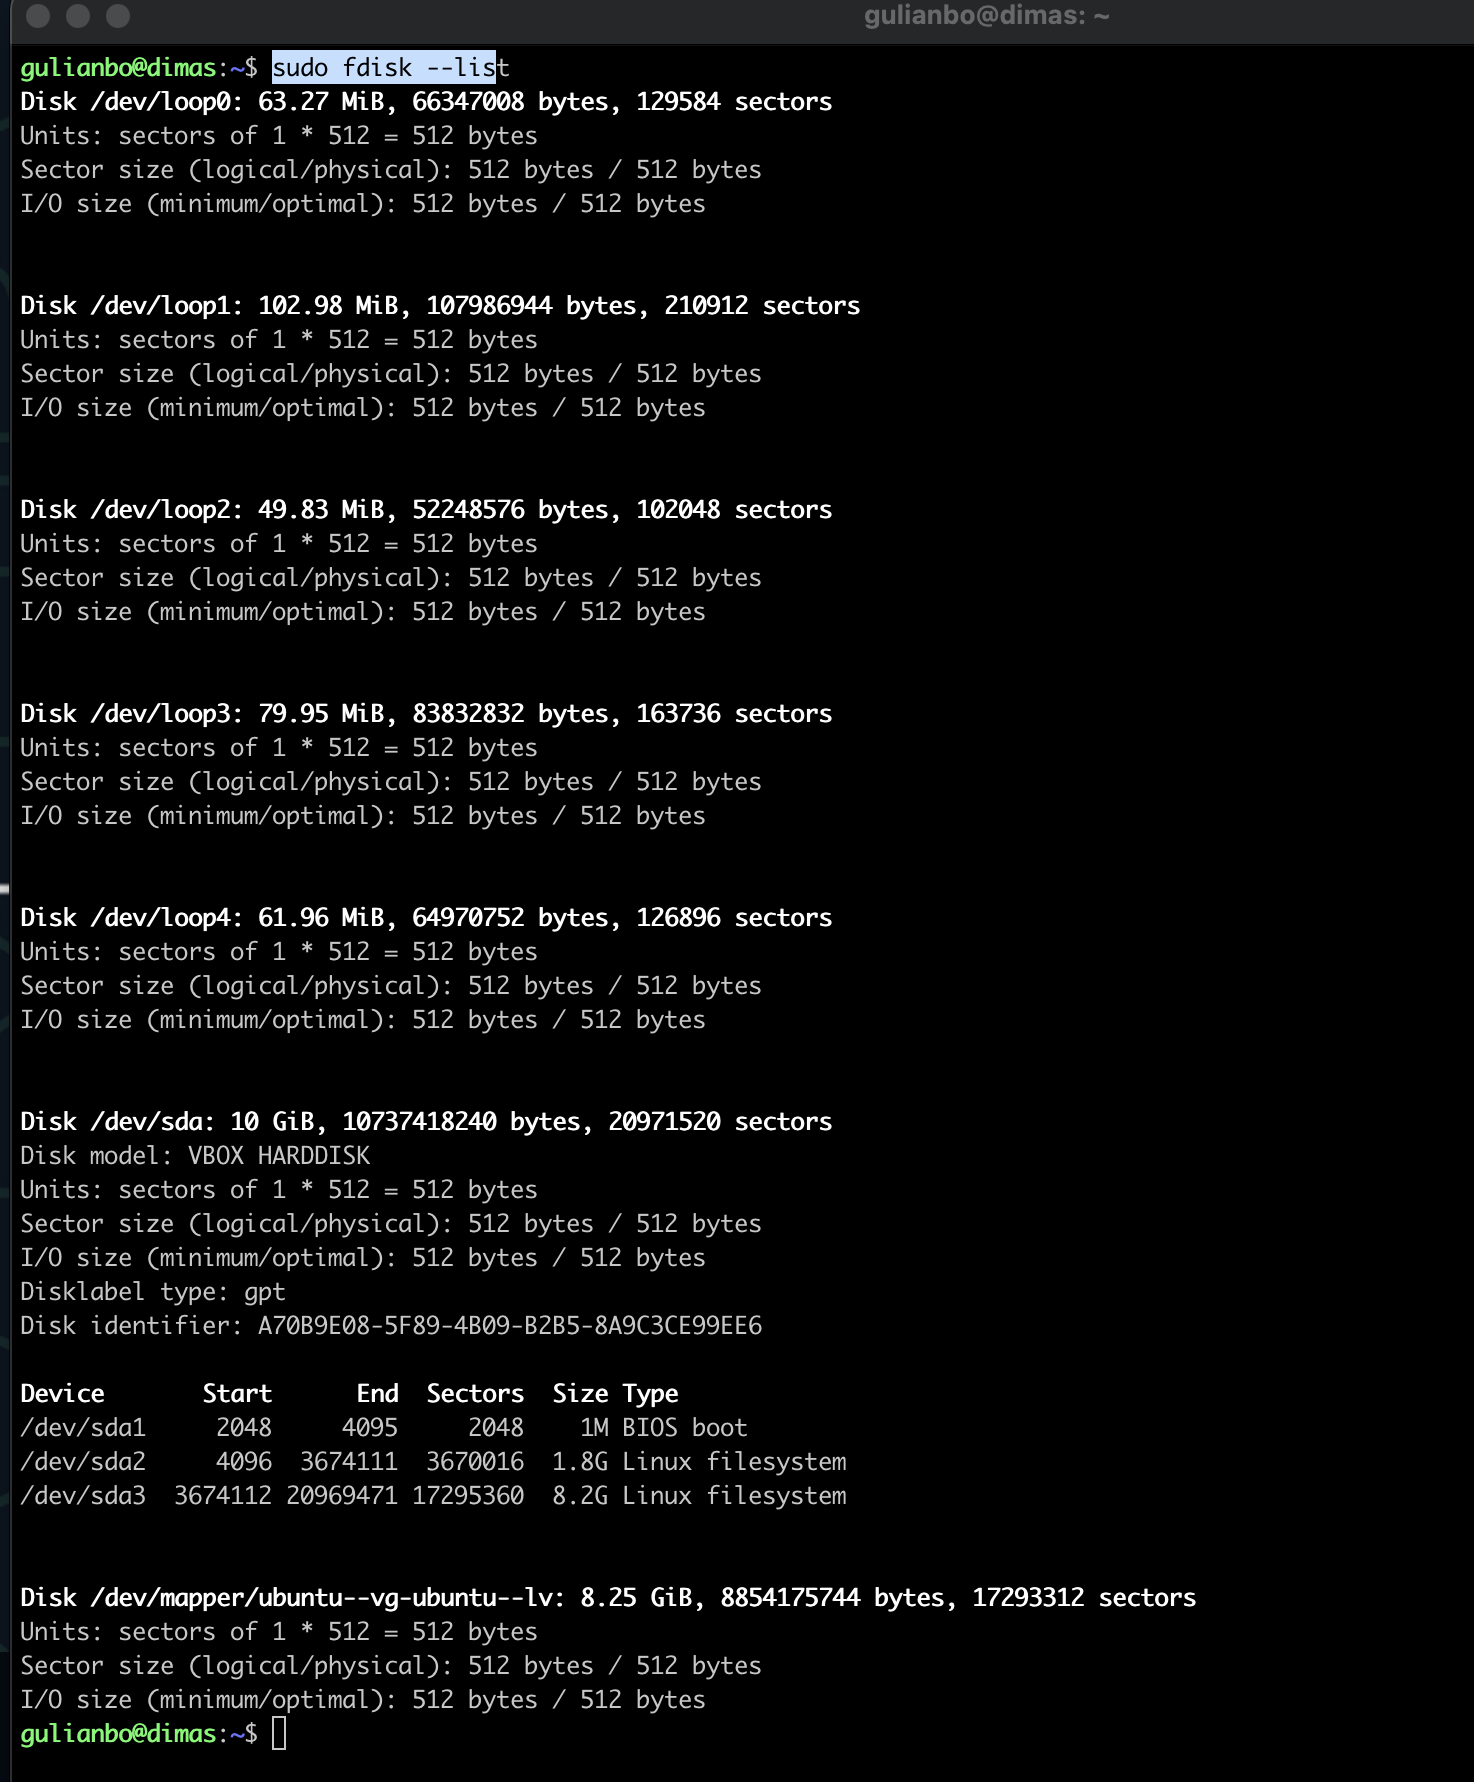 gulianbo@dimas: ~
gulianbo@dimas:~$ sudo fdisk --list
Disk /dev/loop0: 63.27 MiB, 66347008 bytes, 129584 sectors
Units: sectors of 1 * 512 = 512 bytes
Sector size (logical/physical): 512 bytes / 512 bytes
I/O size (minimum/optimal): 512 bytes / 512 bytes
Disk /dev/loop1: 102.98 MiB, 107986944 bytes, 210912 sectors
Units: sectors of 1 * 512 = 512 bytes
Sector size (logical/physical): 512 bytes / 512 bytes
I/O size (minimum/optimal): 512 bytes / 512 bytes
Disk /dev/loop2: 49.83 MiB, 52248576 bytes, 102048 sectors
Units: sectors of 1 * 512 = 512 bytes
Sector size (logical/physical): 512 bytes / 512 bytes
I/O size (minimum/optimal): 512 bytes / 512 bytes
Disk /dev/loop3: 79.95 MiB, 83832832 bytes, 163736 sectors
Units: sectors of 1 * 512 = 512 bytes
Sector size (logical/physical): 512 bytes / 512 bytes
I/O size (minimum/optimal): 512 bytes / 512 bytes
Disk /dev/loop4: 61.96 MiB, 64970752 bytes, 126896 sectors
Units: sectors of 1 * 512 = 512 bytes
Sector size (logical/physical): 512 bytes / 512 bytes
I/O size (minimum/optimal): 512 bytes / 512 bytes
Disk /dev/sda: 10 GiB, 10737418240 bytes, 20971520 sectors
Disk model: VBOX HARDDISK
Units: sectors of 1 * 512 = 512 bytes
Sector size (logical/physical): 512 bytes / 512 bytes
I/O size (minimum/optimal): 512 bytes / 512 bytes
Disklabel type: gpt
Disk identifier: A70B9E08-5F89-4B09-B2B5-8A9C3CE99EE6
Device       Start      End  Sectors  Size Type
/dev/sda1     2048     4095     2048    1M BIOS boot
/dev/sda2     4096  3674111  3670016  1.8G Linux filesystem
/dev/sda3  3674112 20969471 17295360  8.2G Linux filesystem
Disk /dev/mapper/ubuntu--vg-ubuntu--lv: 8.25 GiB, 8854175744 bytes, 17293312 sectors
Units: sectors of 1 * 512 = 512 bytes
Sector size (logical/physical): 512 bytes / 512 bytes
I/O size (minimum/optimal): 512 bytes / 512 bytes
gulianbo@dimas:~$